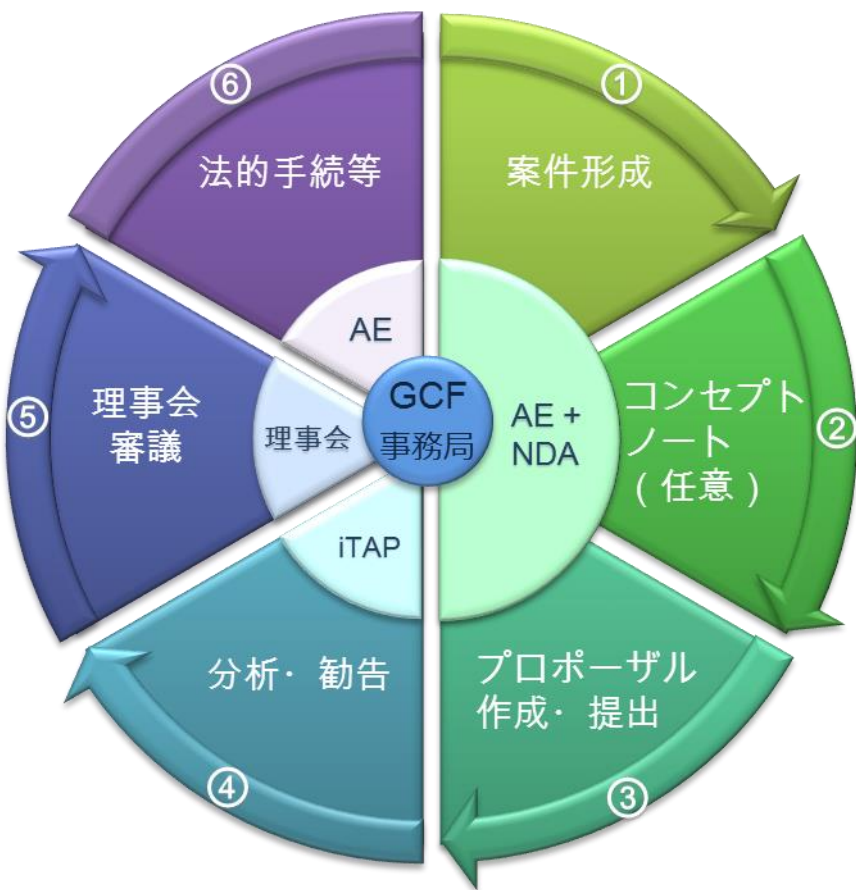 ①
案件形成
②
コンセプト
ノート
(任意)
③
プロポーザル
作成・提出
④
分析・勧告
⑤
理事会
審議
⑥
法的手続等
AE +
NDA
iTAP
理事会
AE
GCF
事務局